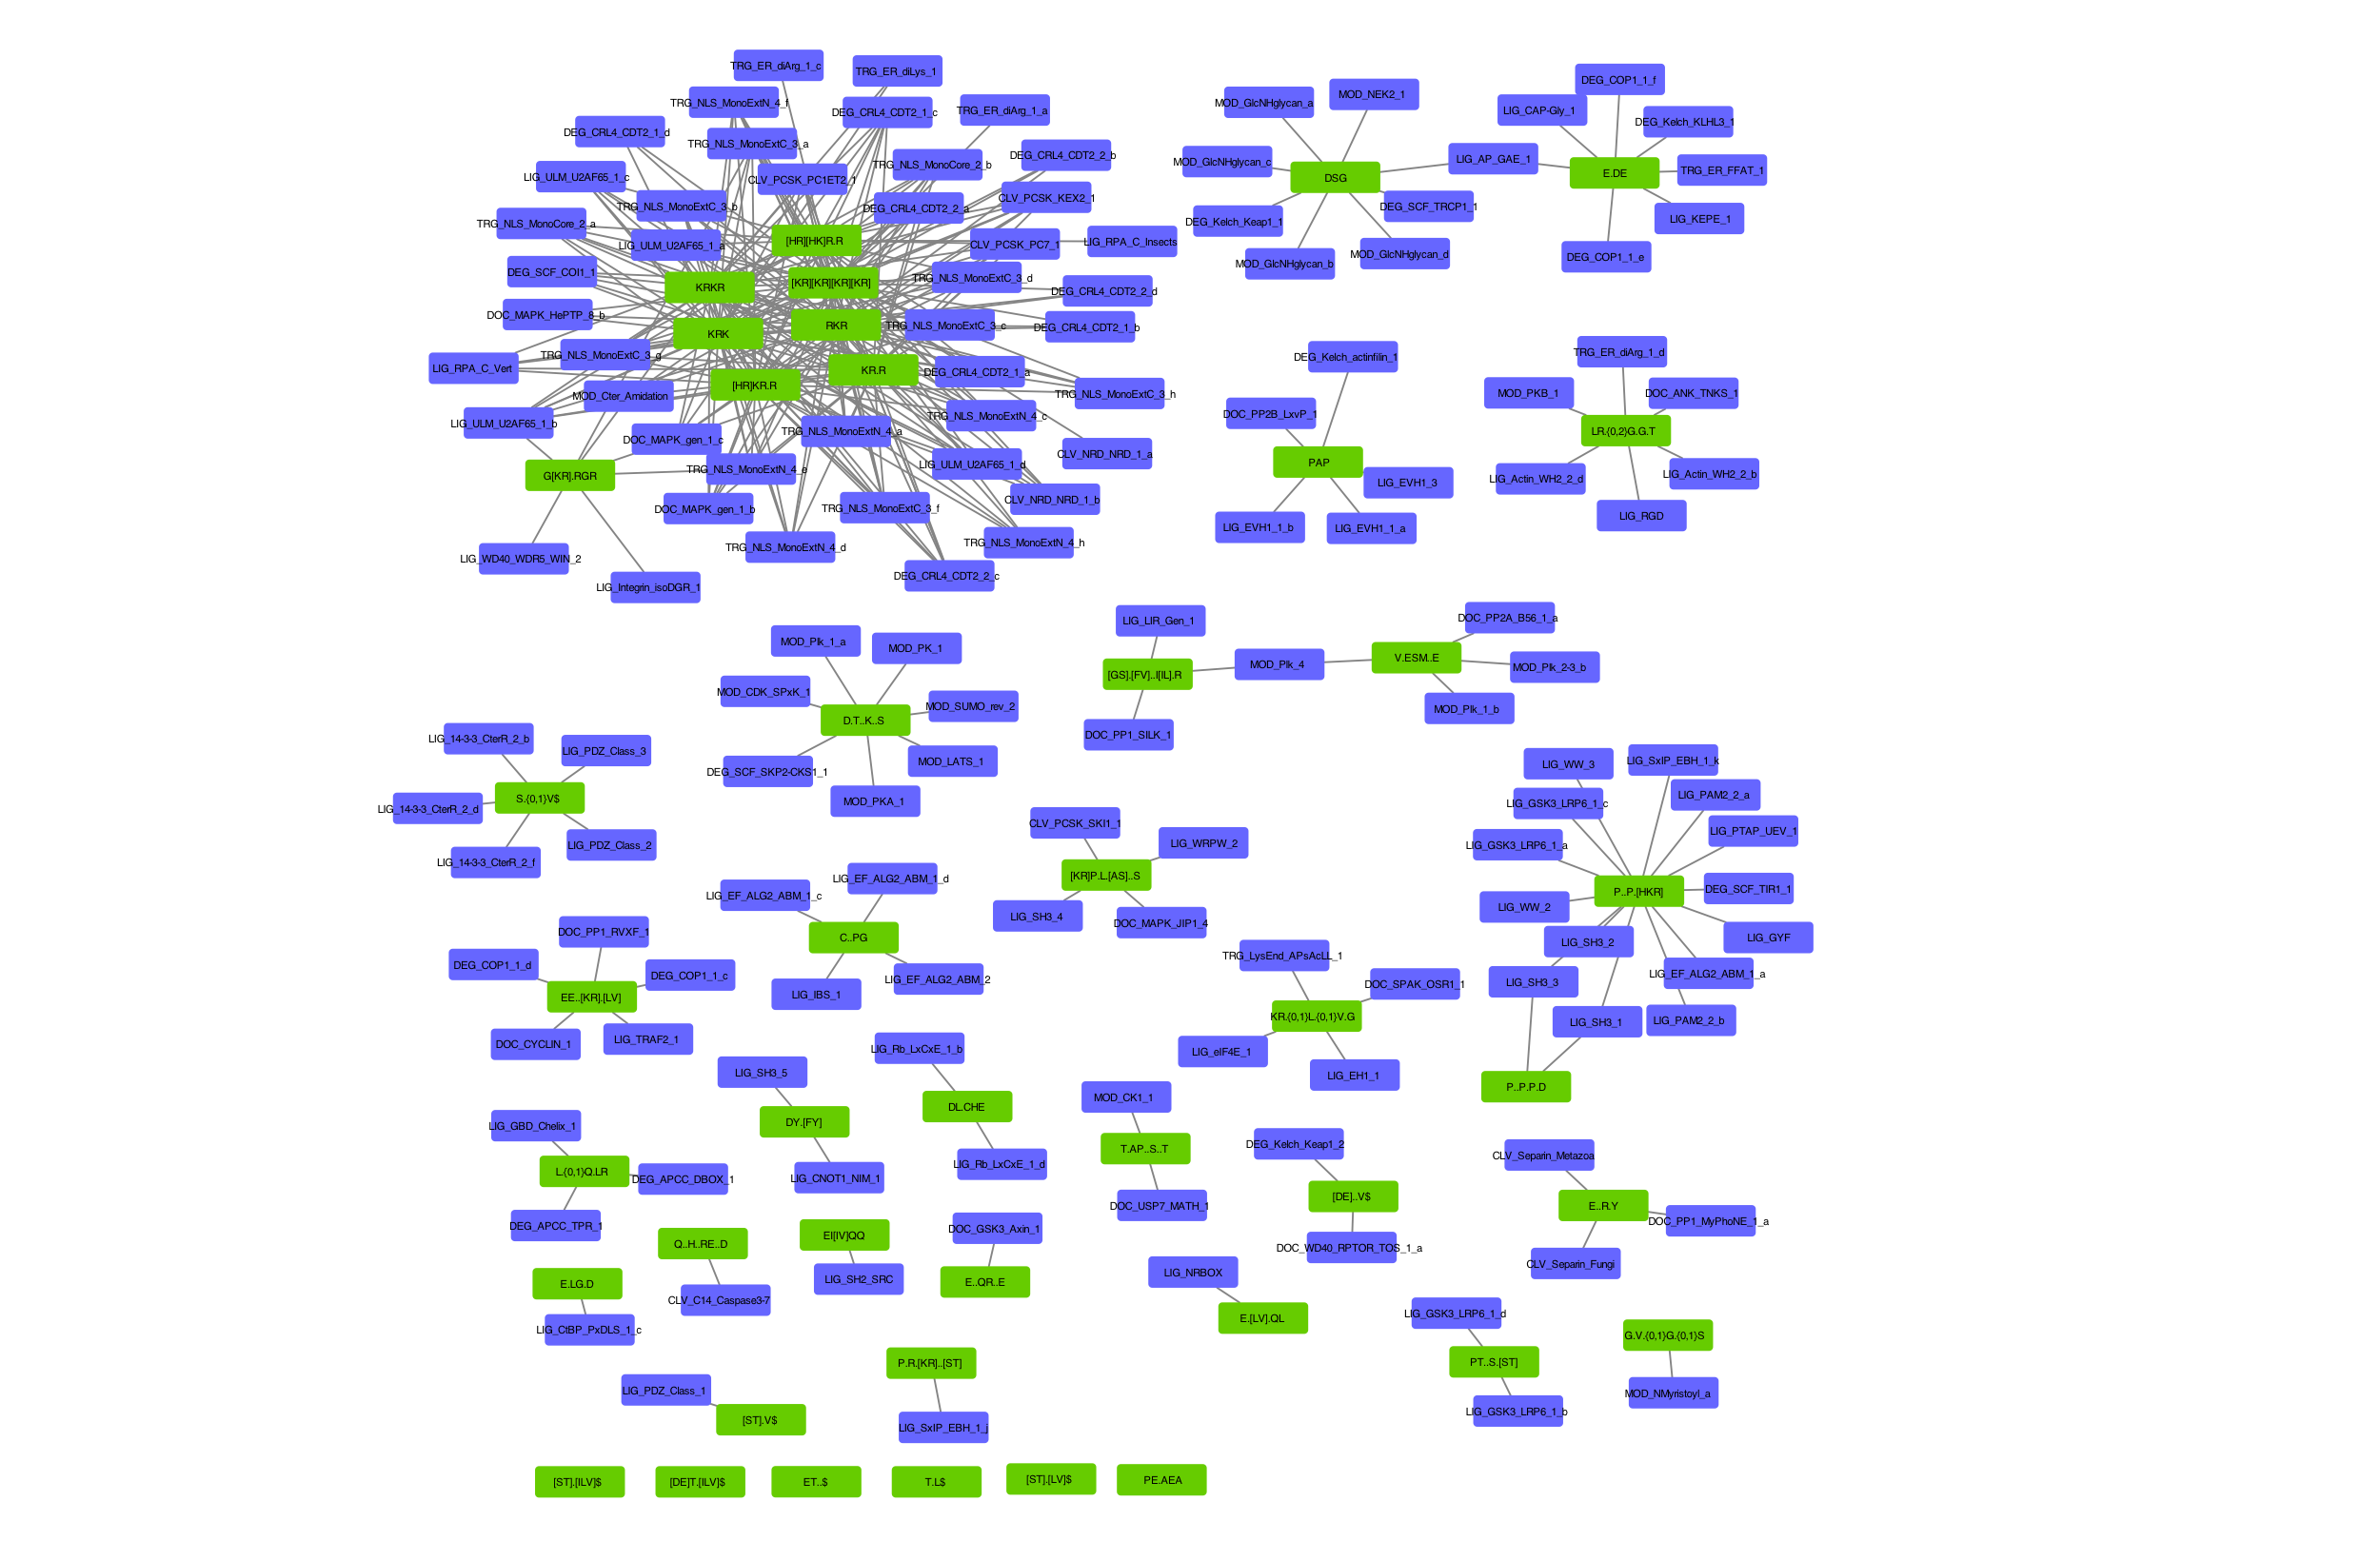 TRG_ER_diArg_1_c
TRG_ER_diLys_1
TRG_NLS_MonoExtN_4_f
DEG_CRL4_CDT2_1_c
TRG_ER_diArg_1_a
DEG_CRL4_CDT2_1_d
TRG_NLS_MonoExtC_3_a
DEG_CRL4_CDT2_2_b
TRG_NLS_MonoCore_2_b
LIG_ULM_U2AF65_1_c
CLV_PCSK_PC1ET2_1
CLV_PCSK_KEX2_1
TRG_NLS_MonoExtC_3_b
DEG_CRL4_CDT2_2_a
TRG_NLS_MonoCore_2_a
LIG_ULM_U2AF65_1_a
[HR][HK]R.R
CLV_PCSK_PC7_1
LIG_RPA_C_Insects
DEG_SCF_COI1_1
KRKR
[KR][KR][KR][KR]
TRG_NLS_MonoExtC_3_d
DEG_CRL4_CDT2_2_d
DOC_MAPK_HePTP_8_b
KRK
RKR
TRG_NLS_MonoExtC_3_c
DEG_CRL4_CDT2_1_b
TRG_NLS_MonoExtC_3_g
LIG_RPA_C_Vert
KR.R
DEG_CRL4_CDT2_1_a
[HR]KR.R
MOD_Cter_Amidation
TRG_NLS_MonoExtC_3_h
LIG_ULM_U2AF65_1_b
TRG_NLS_MonoExtN_4_c
DOC_MAPK_gen_1_c
TRG_NLS_MonoExtN_4_a
CLV_NRD_NRD_1_a
G[KR].RGR
TRG_NLS_MonoExtN_4_e
LIG_ULM_U2AF65_1_d
CLV_NRD_NRD_1_b
DOC_MAPK_gen_1_b
TRG_NLS_MonoExtC_3_f
TRG_NLS_MonoExtN_4_d
TRG_NLS_MonoExtN_4_h
LIG_WD40_WDR5_WIN_2
LIG_Integrin_isoDGR_1
DEG_CRL4_CDT2_2_c
MOD_GlcNHglycan_a
MOD_NEK2_1
MOD_GlcNHglycan_c
DSG
LIG_AP_GAE_1
DEG_Kelch_Keap1_1
DEG_SCF_TRCP1_1
MOD_GlcNHglycan_b
MOD_GlcNHglycan_d
DEG_COP1_1_f
LIG_CAP-Gly_1
DEG_Kelch_KLHL3_1
E.DE
TRG_ER_FFAT_1
LIG_KEPE_1
DEG_COP1_1_e
DEG_Kelch_actinfilin_1
DOC_PP2B_LxvP_1
PAP
LIG_EVH1_3
LIG_EVH1_1_b
LIG_EVH1_1_a
TRG_ER_diArg_1_d
MOD_PKB_1
DOC_ANK_TNKS_1
LR.{0,2}G.G.T
LIG_Actin_WH2_2_d
LIG_Actin_WH2_2_b
LIG_RGD
MOD_Plk_1_a
MOD_PK_1
MOD_CDK_SPxK_1
MOD_SUMO_rev_2
D.T..K..S
DEG_SCF_SKP2-CKS1_1
MOD_LATS_1
MOD_PKA_1
LIG_LIR_Gen_1
[GS].[FV]..I[IL].R
MOD_Plk_4
V.ESM..E
DOC_PP2A_B56_1_a
MOD_Plk_2-3_b
MOD_Plk_1_b
DOC_PP1_SILK_1
LIG_14-3-3_CterR_2_b
LIG_PDZ_Class_3
S.{0,1}V$
LIG_14-3-3_CterR_2_d
LIG_PDZ_Class_2
LIG_14-3-3_CterR_2_f
CLV_PCSK_SKI1_1
LIG_WRPW_2
[KR]P.L.[AS]..S
LIG_SH3_4
DOC_MAPK_JIP1_4
LIG_WW_3
LIG_SxIP_EBH_1_k
LIG_GSK3_LRP6_1_c
LIG_PAM2_2_a
LIG_PTAP_UEV_1
LIG_GSK3_LRP6_1_a
P..P.[HKR]
DEG_SCF_TIR1_1
LIG_WW_2
LIG_GYF
LIG_SH3_2
LIG_EF_ALG2_ABM_1_a
LIG_SH3_3
LIG_SH3_1
LIG_PAM2_2_b
P..P.P.D
LIG_EF_ALG2_ABM_1_d
LIG_EF_ALG2_ABM_1_c
C..PG
LIG_EF_ALG2_ABM_2
LIG_IBS_1
DOC_PP1_RVXF_1
DEG_COP1_1_d
DEG_COP1_1_c
EE..[KR].[LV]
DOC_CYCLIN_1
LIG_TRAF2_1
TRG_LysEnd_APsAcLL_1
DOC_SPAK_OSR1_1
KR.{0,1}L.{0,1}V.G
LIG_eIF4E_1
LIG_EH1_1
LIG_SH3_5
DY.[FY]
LIG_CNOT1_NIM_1
LIG_Rb_LxCxE_1_b
DL.CHE
LIG_Rb_LxCxE_1_d
MOD_CK1_1
T.AP..S..T
DOC_USP7_MATH_1
DEG_Kelch_Keap1_2
[DE]..V$
DOC_WD40_RPTOR_TOS_1_a
CLV_Separin_Metazoa
E..R.Y
DOC_PP1_MyPhoNE_1_a
CLV_Separin_Fungi
LIG_GBD_Chelix_1
L.{0,1}Q.LR
DEG_APCC_DBOX_1
DEG_APCC_TPR_1
Q..H..RE..D
CLV_C14_Caspase3-7
EI[IV]QQ
LIG_SH2_SRC
DOC_GSK3_Axin_1
E..QR..E
E.LG.D
LIG_CtBP_PxDLS_1_c
LIG_NRBOX
E.[LV].QL
LIG_GSK3_LRP6_1_d
PT..S.[ST]
LIG_GSK3_LRP6_1_b
G.V.{0,1}G.{0,1}S
MOD_NMyristoyl_a
P.R.[KR]..[ST]
LIG_SxIP_EBH_1_j
LIG_PDZ_Class_1
[ST].V$
[ST].[ILV]$
[DE]T.[ILV]$
ET..$
T.L$
[ST].[LV]$
PE.AEA